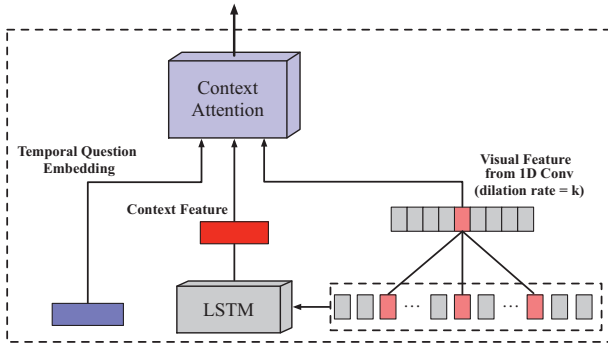 Context
Attention
Temporal Question
Embedding
Visual Feature
from 1D Conv
(dilation rate = k)
Context Feature
LSTM
...
...